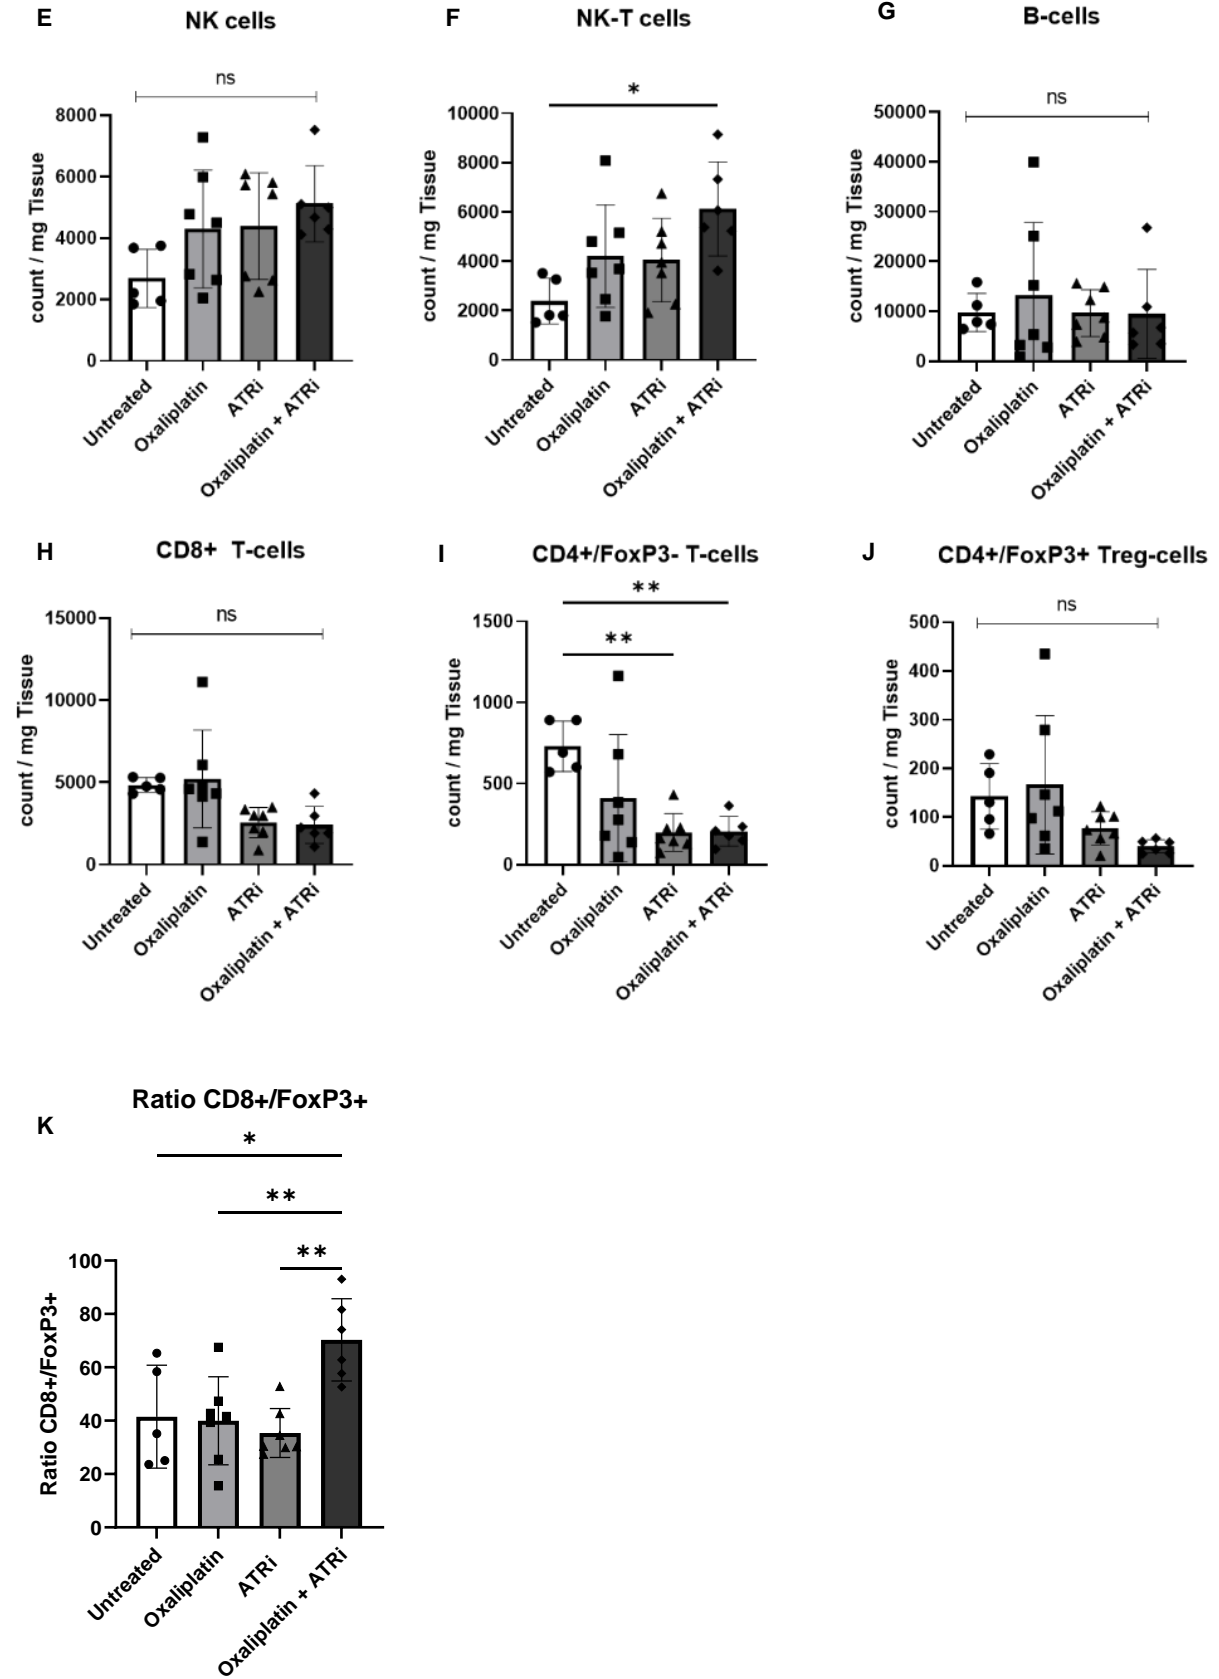 E
NK cells
ns
count / mg Tissue
8000
6000
4000
2000
0
Untreated
Oxaliplatin
ATRi
Oxaliplatin + ATRi
F
NK-T cells
*
count / mg Tissue
10000
8000
6000
4000
2000
0
Untreated
Oxaliplatin
ATRi
Oxaliplatin + ATRi
G
B-cells
ns
count / mg Tissue
50000
40000
30000
20000
10000
0
Untreated
Oxaliplatin
ATRi
Oxaliplatin + ATRi
H
CD8+ T-cells
ns
count / mg Tissue
15000
10000
5000
0
Untreated
Oxaliplatin
ATRi
Oxaliplatin + ATRi
I
CD4+/FoxP3- T-cells
**
**
count / mg Tissue
1500
1000
500
0
Untreated
Oxaliplatin
ATRi
Oxaliplatin + ATRi
J
CD4+/FoxP3+ Treg-cells
ns
count / mg Tissue
500
400
300
200
100
0
Untreated
Oxaliplatin
ATRi
Oxaliplatin + ATRi
K
Ratio CD8+/FoxP3+
*
**
**
Ratio CD8+/FoxP3+
100
80
60
40
20
0
Untreated
Oxaliplatin
ATRi
Oxaliplatin + ATRi